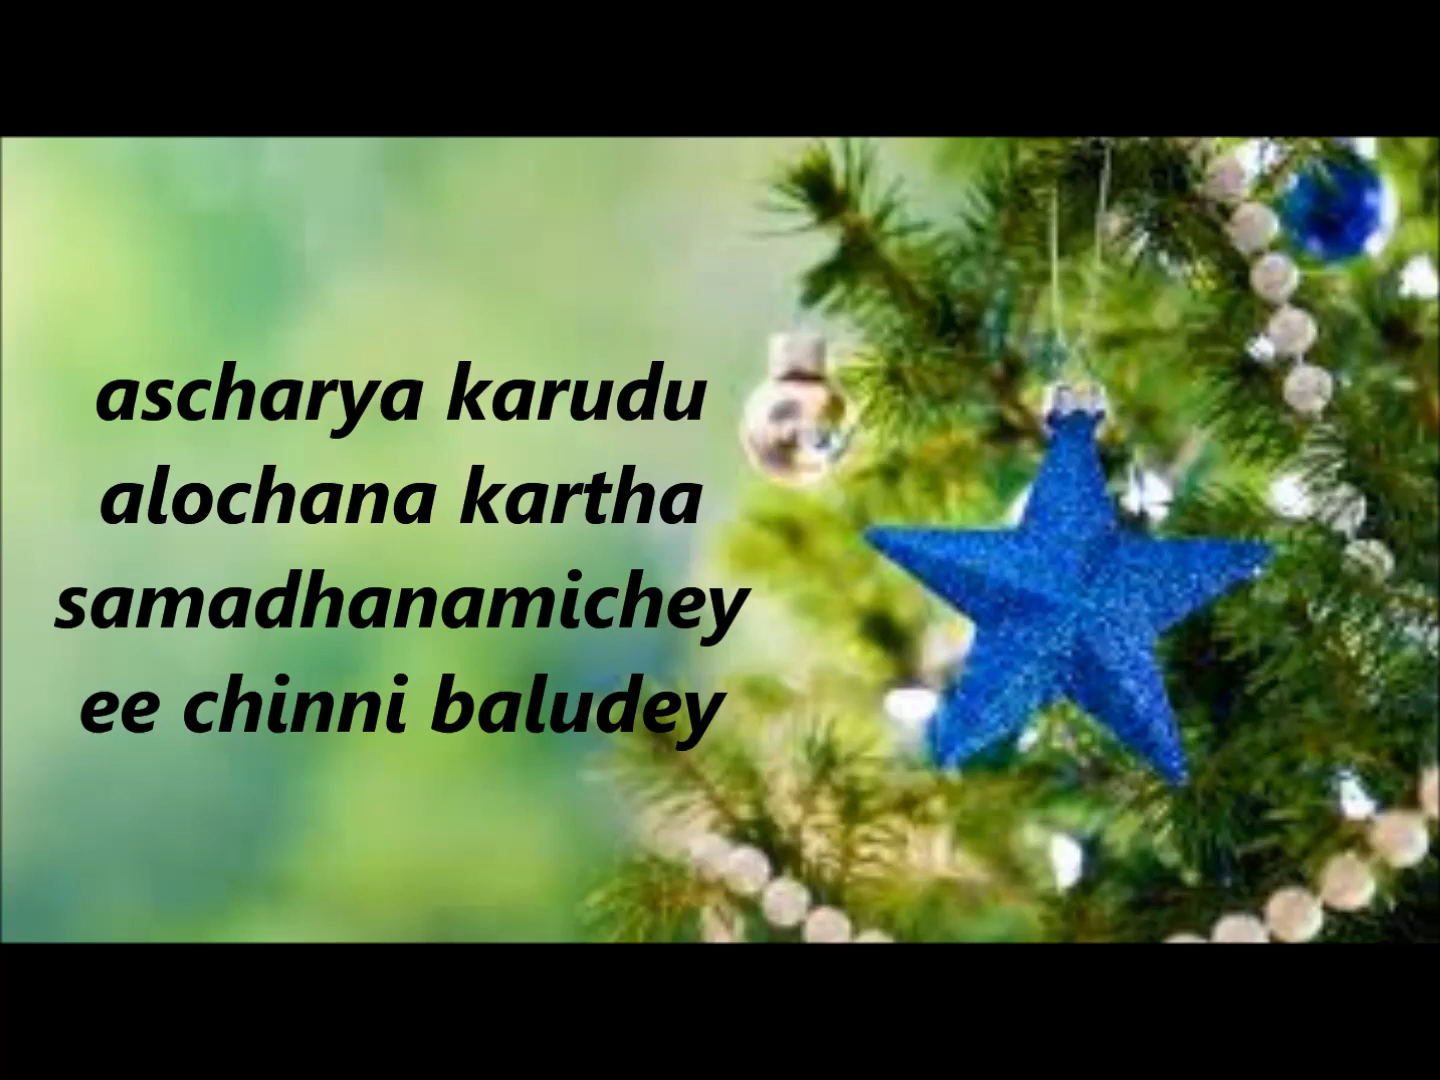 ascharya karudu
alochana kartha
samadhanamichey
ee chinni baludey